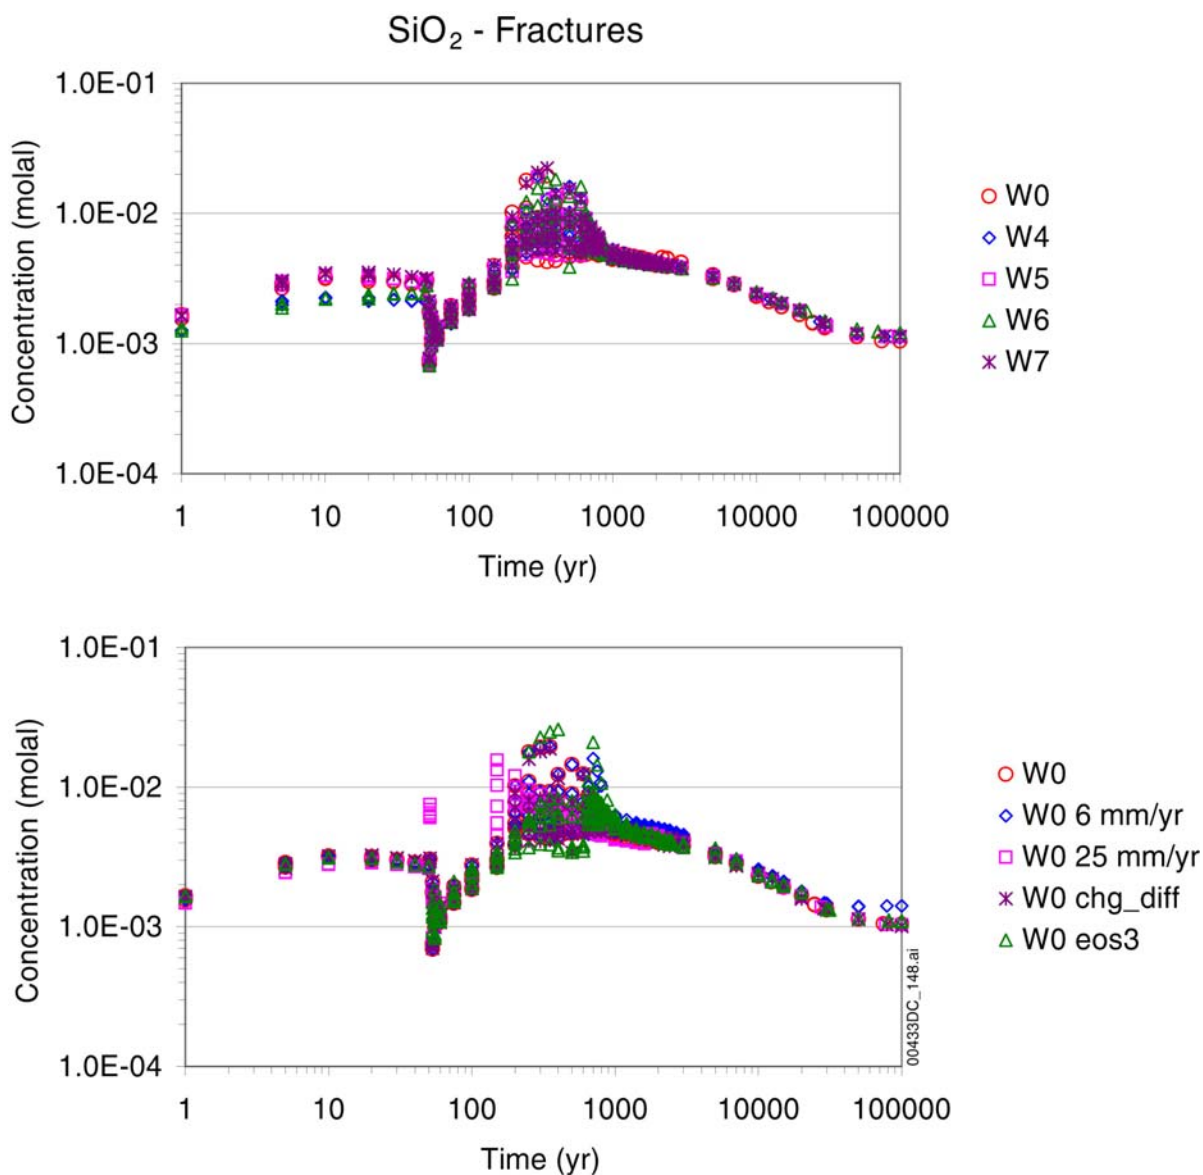 SiO₂ - Fractures
Concentration (molal)
1.0E-01
1.0E-02
1.0E-03
1.0E-04
1 10 100 1000 10000 100000
Time (yr)
W0
W4
W5
W6
W7
Concentration (molal)
1.0E-01
1.0E-02
1.0E-03
1.0E-04
1 10 100 1000 10000 100000
Time (yr)
W0
W0 6 mm/yr
W0 25 mm/yr
W0 chg_diff
W0 eos3
00433DC_148.ai